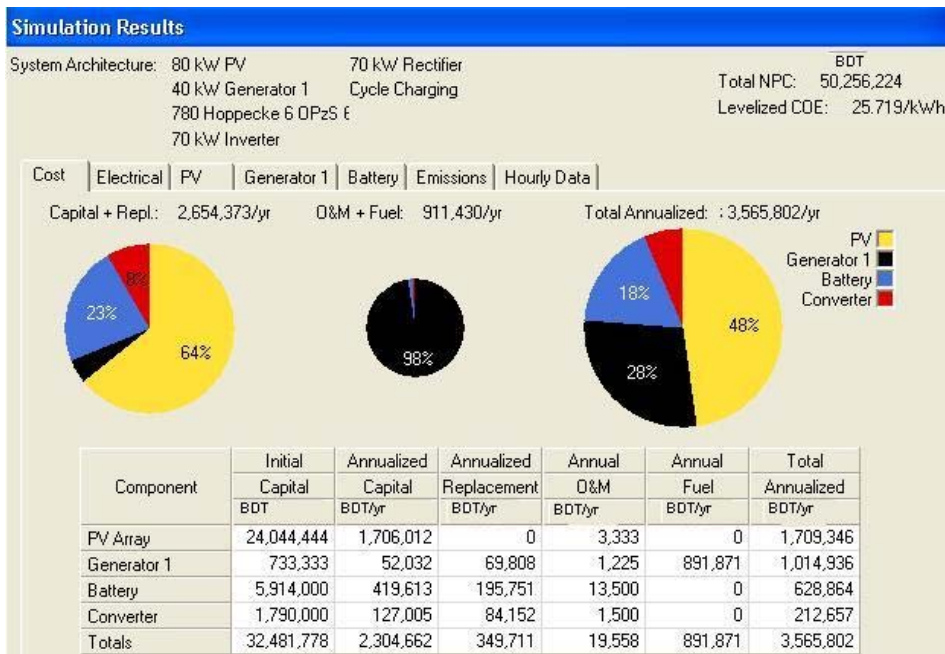 Simulation Results
System Architecture: 80 kW PV 70 kW Rectifier BDT
40 kW Generator 1 Cycle Charging Total NPC: 50,256,224
780 Hoppecke 6 OPzS 6 Levelized COE: 25.719/kWh
70 kW Inverter
Cost Electrical PV Generator 1 Battery Emissions Hourly Data
Capital + Repl.: 2,654,373/yr O&M + Fuel: 911,430/yr Total Annualized: : 3,565,802/yr
PV
Generator 1
Battery
Converter
8%
23%
64%
98%
18%
48%
28%
Component Initial Annualized Annualized Annual Annual Total
Capital Capital Replacement O&M Fuel Annualized
BDT BDT/yr BDT/yr BDT/yr BDT/yr BDT/yr
PV Array 24,044,444 1,706,012 0 3,333 0 1,709,346
Generator 1 733,333 52,032 69,808 1,225 891,871 1,014,936
Battery 5,914,000 419,613 195,751 13,500 0 628,864
Converter 1,790,000 127,005 84,152 1,500 0 212,657
Totals 32,481,778 2,304,662 349,711 19,558 891,871 3,565,802